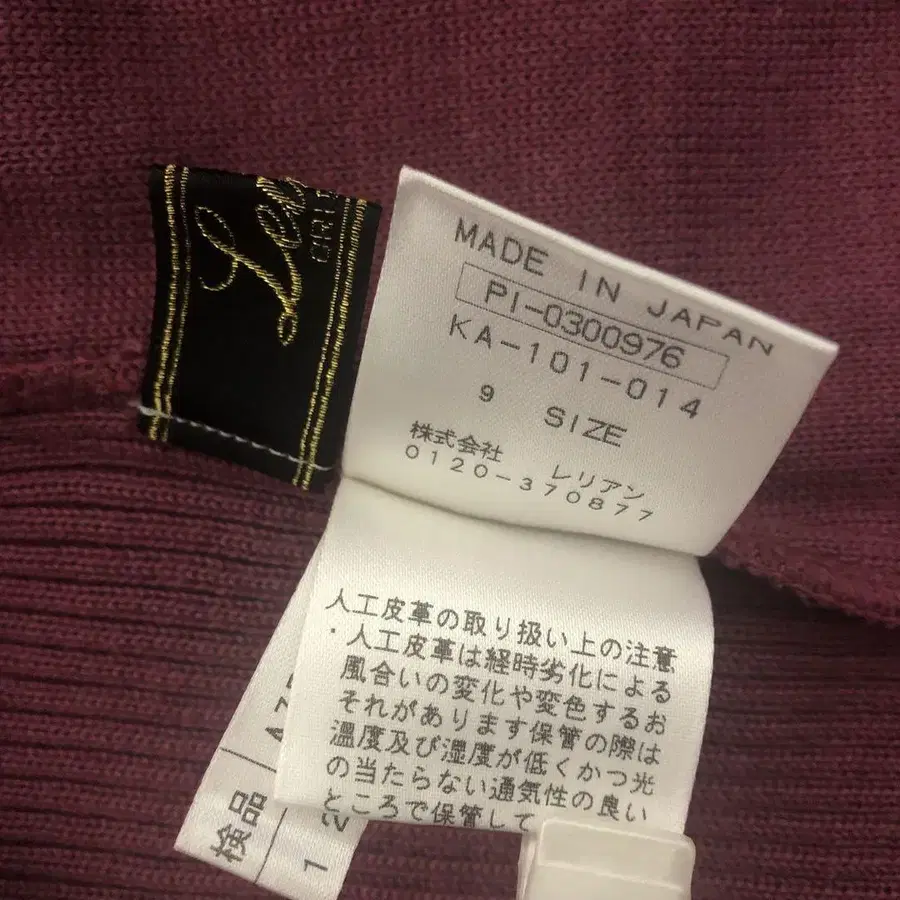 MADE IN JAPAN
PI-0300976
KA-101-014
9 SIZE
株式会社 レリアン
0120-370877
人工皮革の取り扱い上の注意
・人工皮革は経時劣化による
風合いの変化や変色するお
それがあります保管の際は
温度及び湿度が低くかつ光
の当たらない通気性の良い
ところで保管して
検品
1 2